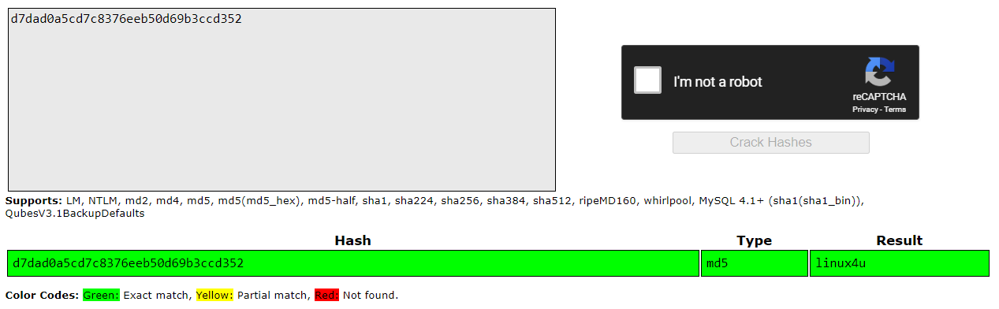 d7dad0a5cd7c8376eeb50d69b3ccd352
I'm not a robot
reCAPTCHA
Privacy - Terms
Crack Hashes
Supports: LM, NTLM, md2, md4, md5, md5(md5_hex), md5-half, sha1, sha224, sha256, sha384, sha512, ripeMD160, whirlpool, MySQL 4.1+ (sha1(sha1_bin)),
QubesV3.1BackupDefaults
Hash Type Result
d7dad0a5cd7c8376eeb50d69b3ccd352 md5 linux4u
Color Codes: Green: Exact match, Yellow: Partial match, Red: Not found.